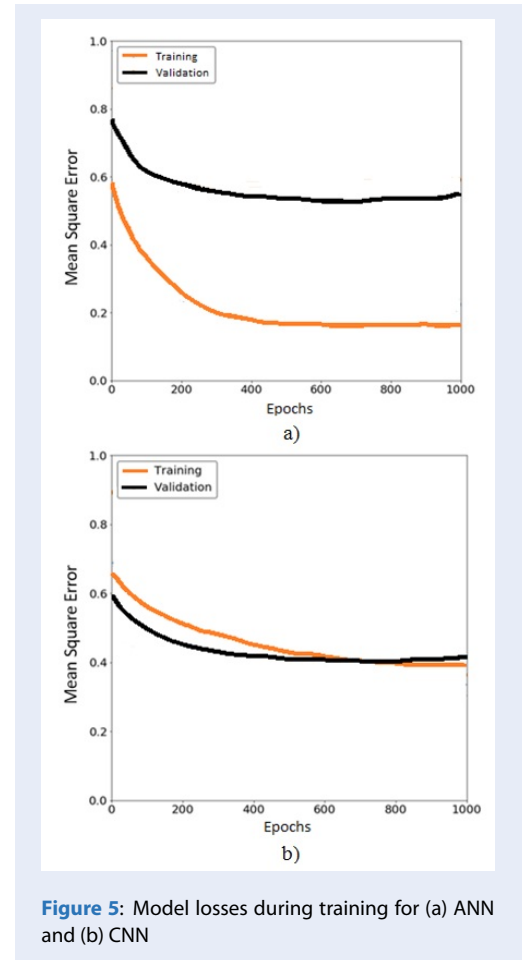 1.0
Training
Validation
0.8
0.6
0.4
0.2
0.0
Mean Square Error
0 200 400 600 800 1000
Epochs
a)
1.0
Training
Validation
0.8
0.6
0.4
0.2
0.0
Mean Square Error
0 200 400 600 800 1000
Epochs
b)
Figure 5: Model losses during training for (a) ANN
and (b) CNN